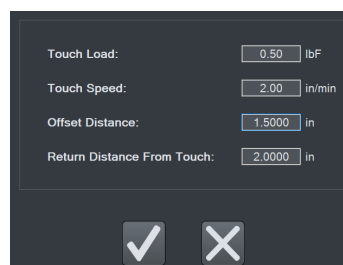 Touch Load: 0.50 lbF
Touch Speed: 2.00 in/min
Offset Distance: 1.5000 in
Return Distance From Touch: 2.0000 in